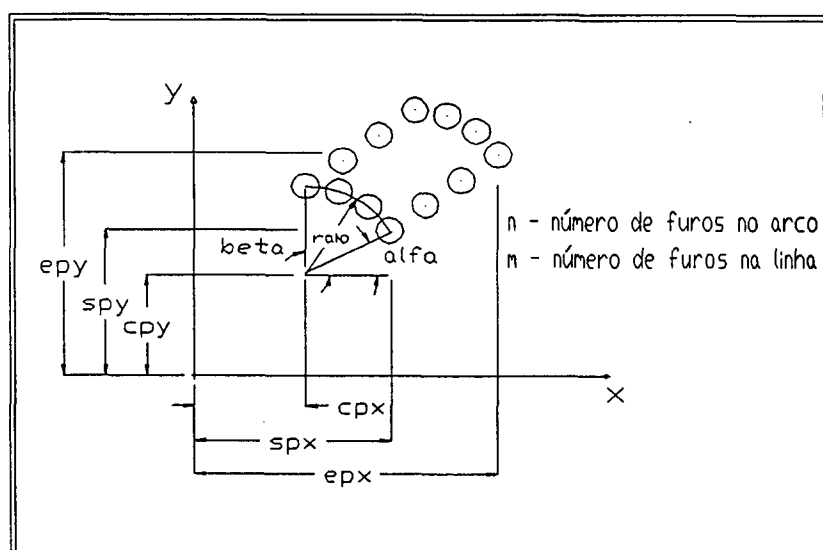 y
n - número de furos no arco
raio
beta
alfa
m - número de furos na linha
epy
spy
cpy
x
cpx
spx
epx